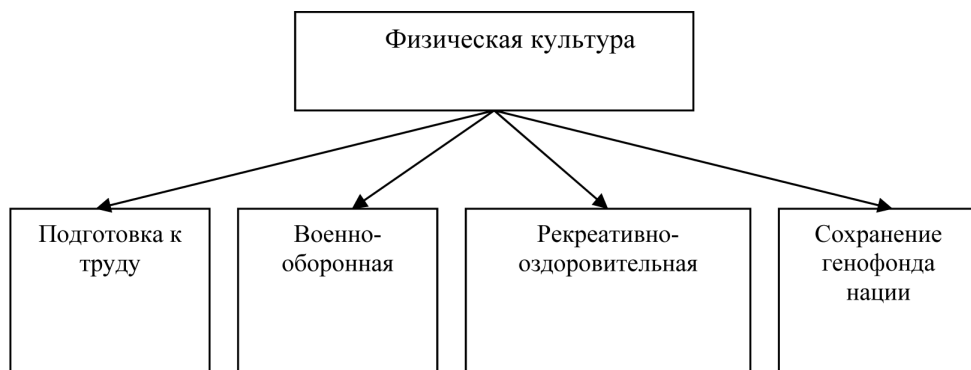 Физическая культура
Подготовка к
труду
Военно-
оборонная
Рекреативно-
оздоровительная
Сохранение
генофонда
нации